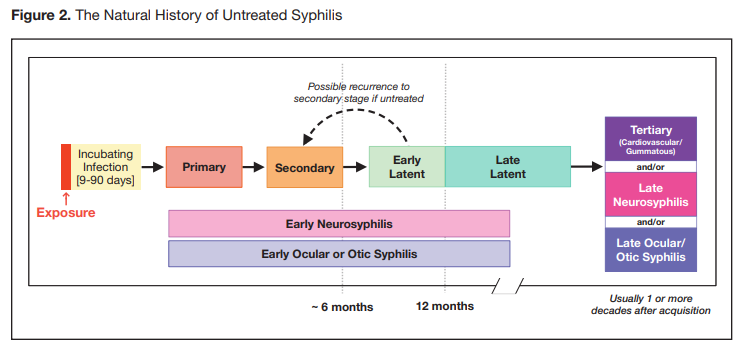 Figure 2. The Natural History of Untreated Syphilis
Possible recurrence to
secondary stage if untreated
Incubating
Infection
[9-90 days]
Exposure
Primary
Secondary
Early
Latent
Late
Latent
Tertiary
(Cardiovascular/
Gummatous)
and/or
Late
Neurosyphilis
and/or
Late Ocular/
Otic Syphilis
Early Neurosyphilis
Early Ocular or Otic Syphilis
~ 6 months
12 months
Usually 1 or more
decades after acquisition